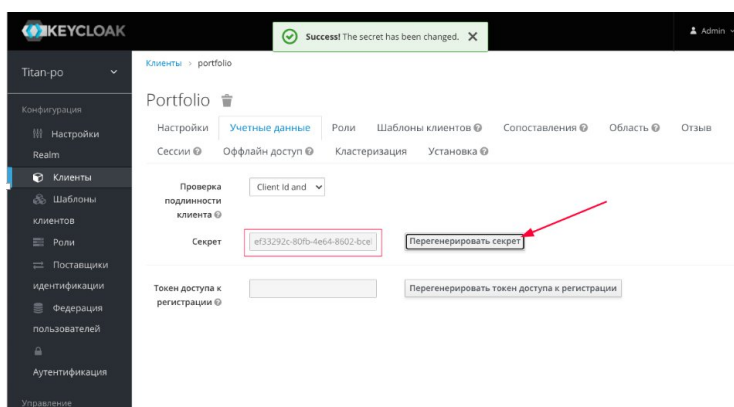 KEYCLOAK
Success! The secret has been changed.
Admin
Titan-po
Клиенты > portfolio
Portfolio
Конфигурация
Настройки
Realm
Клиенты
Шаблоны
клиентов
Роли
Поставщики
идентификации
Федерация
пользователей
Аутентификация
Управление
Настройки Учетные данные Роли Шаблоны клиентов Сопоставления Область Отзыв
Сессии Оффлайн доступ Кластеризация Установка
Проверка
подлинности
клиента
Client Id and
Секрет ef33292c-80fb-4e64-8602-bcel Перегенерировать секрет
Токен доступа к
регистрации
Перегенерировать токен доступа к регистрации